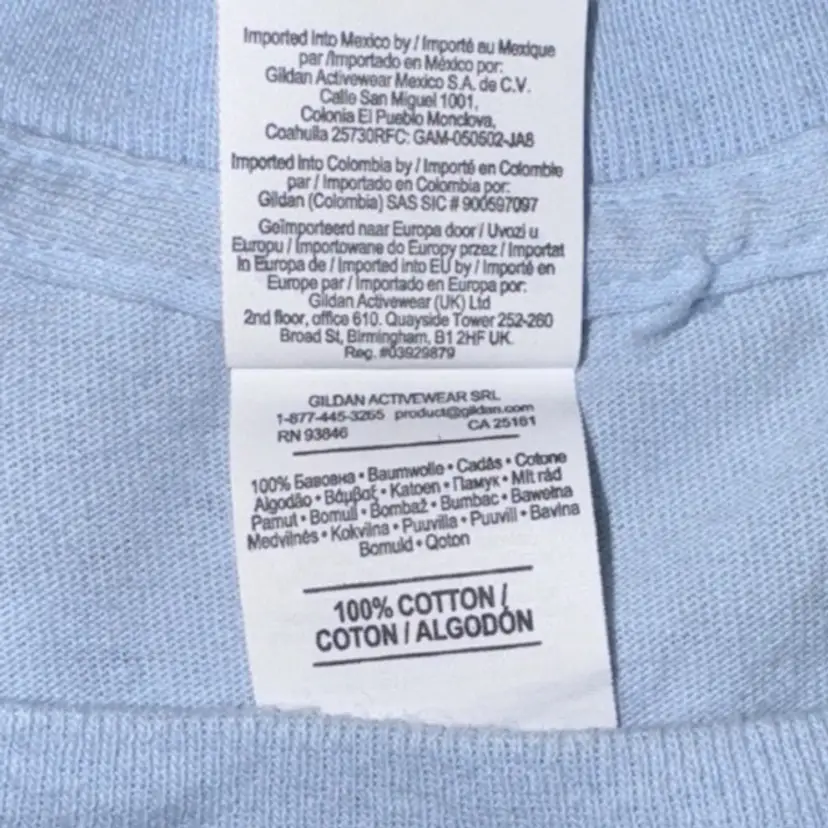 Imported into Mexico by / Importé au Mexique
par /Importado en México por:
Gildan Activewear Mexico S.A. de C.V.
Calle San Miguel 1001,
Colonia El Pueblo Monclova,
Coahuila 25730RFC: GAM-050502-JA8
Imported into Colombia by / Importé en Colombie
par / Importado en Colombia por:
Gildan (Colombia) SAS SIC # 900597097
Geïmporteerd naar Europa door / Uvozi u
Europu / Importowane do Europy przez / Importat
în Europa de / Imported into EU by / Importé en
Europe par / Importado en Europa por:
Gildan Activewear (UK) Ltd
2nd floor, office 610. Quayside Tower 252-260
Broad St, Birmingham, B1 2HF UK.
Reg. #03929879
GILDAN ACTIVEWEAR SRL
1-877-445-3265 product@gildan.com
RN 93846 CA 25161
100% Бавовна • Baumwolle • Cadás • Cotone
Algodão • Βάμβαξ • Katoen • Памук • Mít rád
Pamut • Bomull • Bombaž • Bumbac • Bawełna
Medvilnės • Kokvilna • Puuvilla • Puuvill • Bavlna
Bomuld • Qoton
100% COTTON /
COTON / ALGODÓN